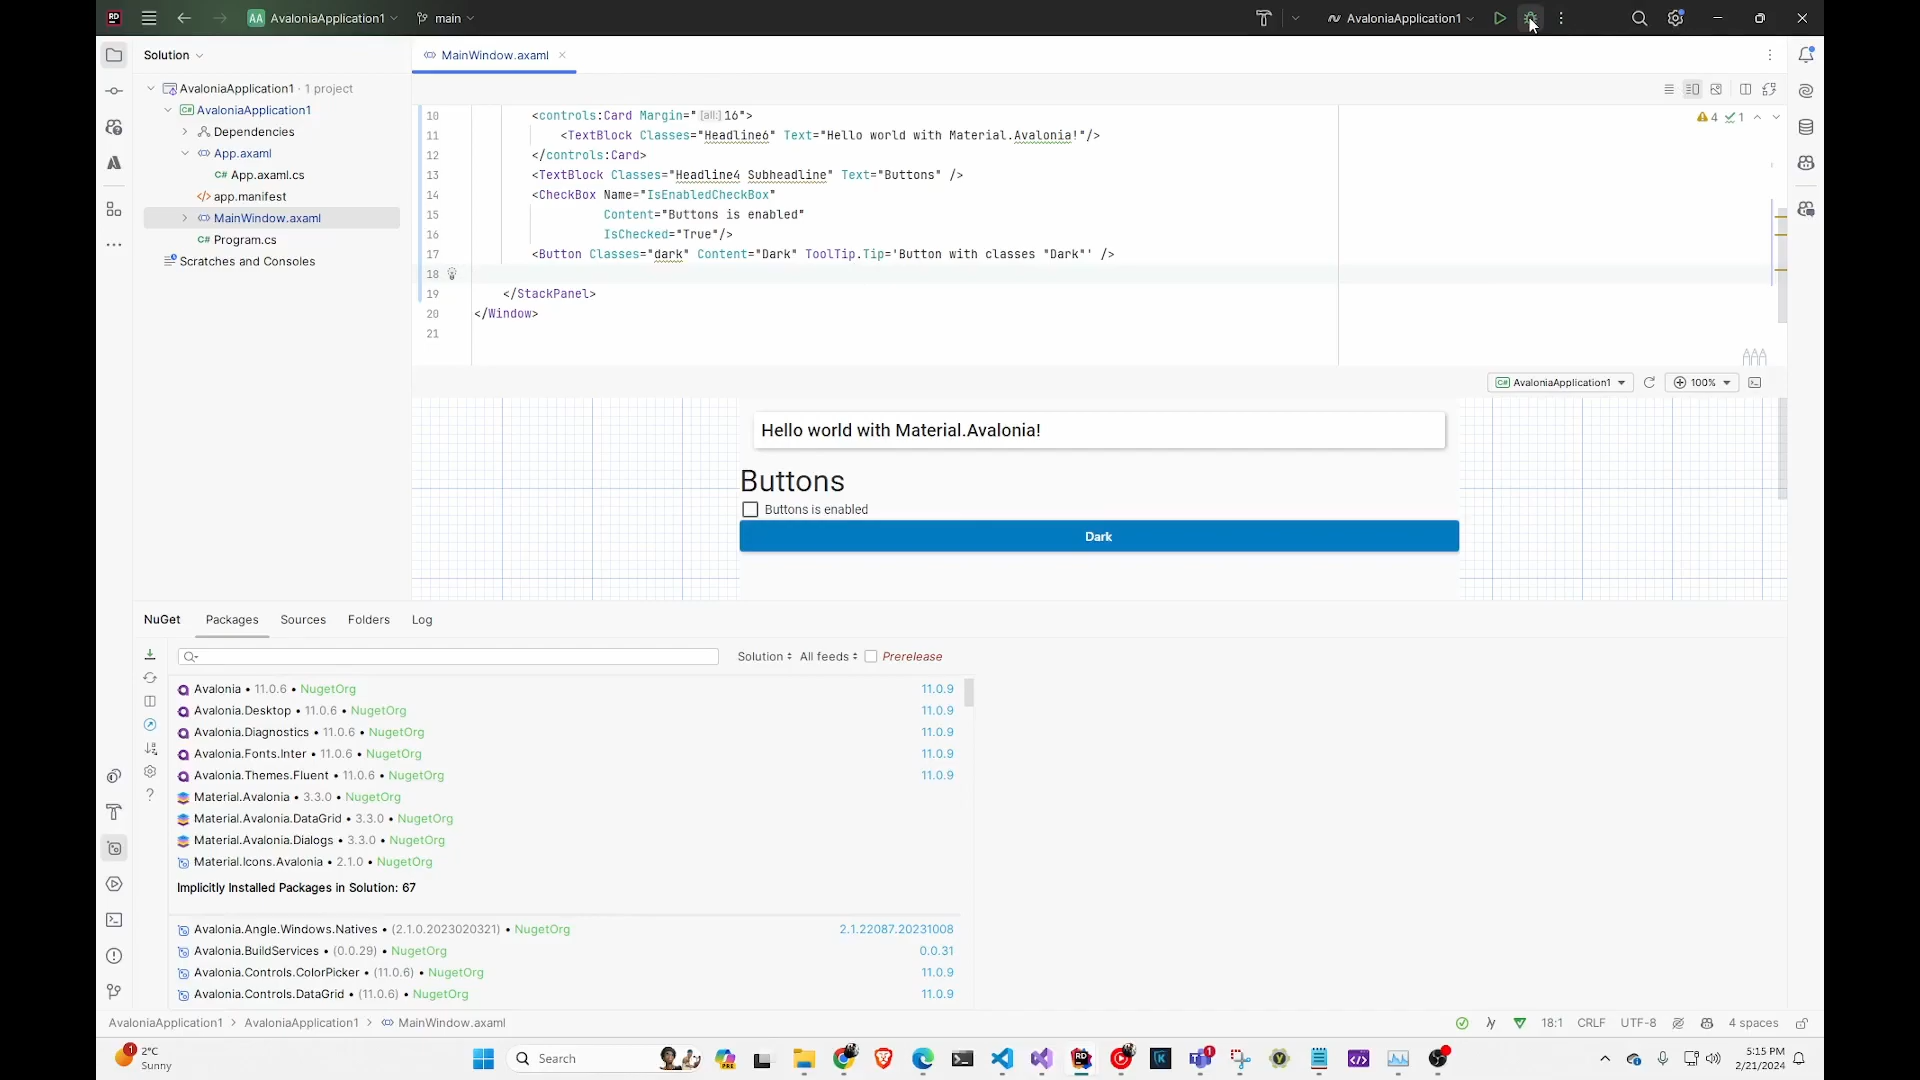 AA AvaloniaApplication1
main
AvaloniaApplication1
Solution
MainWindow.axaml
AvaloniaApplication1 · 1 project
AvaloniaApplication1
Dependencies
App.axaml
C# App.axaml.cs
app.manifest
MainWindow.axaml
C# Program.cs
Scratches and Consoles
4 1
10 <controls:Card Margin="[all:]16">
11 <TextBlock Classes="Headline6" Text="Hello world with Material.Avalonia!"/>
12 </controls:Card>
13 <TextBlock Classes="Headline4 Subheadline" Text="Buttons" />
14 <CheckBox Name="IsEnabledCheckBox"
15 Content="Buttons is enabled"
16 IsChecked="True"/>
17 <Button Classes="dark" Content="Dark" ToolTip.Tip='Button with classes "Dark"' />
18
19 </StackPanel>
20 </Window>
21
C# AvaloniaApplication1
100%
Hello world with Material.Avalonia!
Buttons
Buttons is enabled
Dark
NuGet Packages Sources Folders Log
Solution All feeds Prerelease
Avalonia • 11.0.6 • NugetOrg 11.0.9
Avalonia.Desktop • 11.0.6 • NugetOrg 11.0.9
Avalonia.Diagnostics • 11.0.6 • NugetOrg 11.0.9
Avalonia.Fonts.Inter • 11.0.6 • NugetOrg 11.0.9
Avalonia.Themes.Fluent • 11.0.6 • NugetOrg 11.0.9
Material.Avalonia • 3.3.0 • NugetOrg
Material.Avalonia.DataGrid • 3.3.0 • NugetOrg
Material.Avalonia.Dialogs • 3.3.0 • NugetOrg
Material.Icons.Avalonia • 2.1.0 • NugetOrg
Implicitly Installed Packages in Solution: 67
Avalonia.Angle.Windows.Natives • (2.1.0.2023020321) • NugetOrg 2.1.22087.20231008
Avalonia.BuildServices • (0.0.29) • NugetOrg 0.0.31
Avalonia.Controls.ColorPicker • (11.0.6) • NugetOrg 11.0.9
Avalonia.Controls.DataGrid • (11.0.6) • NugetOrg 11.0.9
AvaloniaApplication1 > AvaloniaApplication1 > MainWindow.axaml
18:1 CRLF UTF-8 4 spaces
1
2°C
Sunny
Search
5:15 PM
2/21/2024